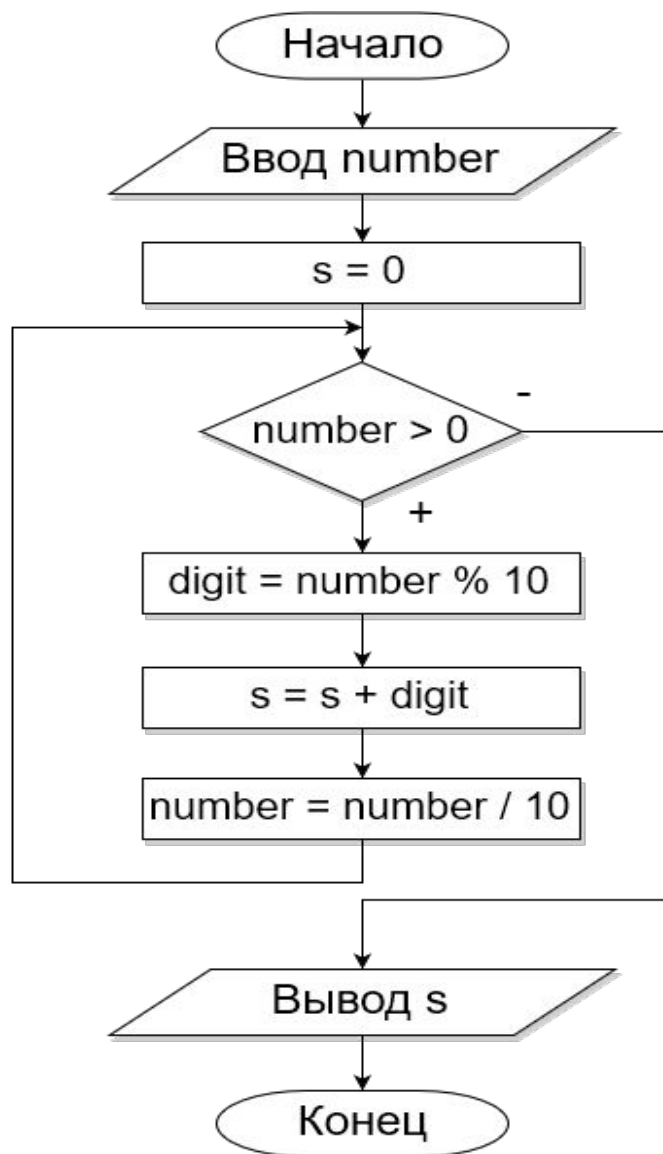 Начало
Ввод number
s = 0
number > 0
-
+
digit = number % 10
s = s + digit
number = number / 10
Вывод s
Конец